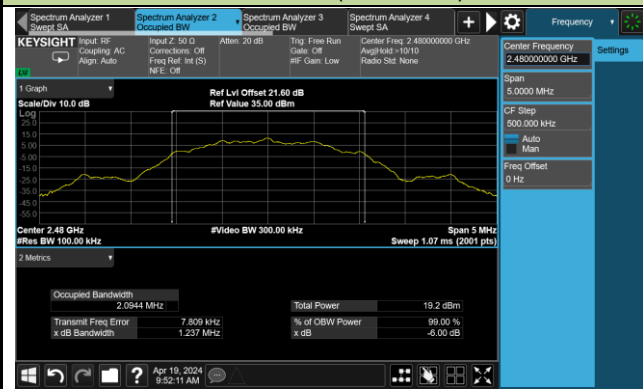 Spectrum Analyzer 1
Swept SA
Spectrum Analyzer 2
Occupied BW
Spectrum Analyzer 3
Occupied BW
Spectrum Analyzer 4
Swept SA
Frequency
KEYSIGHT
Input: RF
Coupling: AC
Align: Auto
Input Z: 50 Ω
Corrections: Off
Freq Ref: Int (S)
NFE: Off
Atten: 20 dB
Trig: Free Run
Gate: Off
#IF Gain: Low
Center Freq: 2.480000000 GHz
Avg|Hold:>10/10
Radio Std: None
LW
1 Graph
Scale/Div 10.0 dB
Ref Lvl Offset 21.60 dB
Ref Value 35.00 dBm
Log
25.0
15.0
5.00
-5.00
-15.0
-25.0
-35.0
-45.0
-55.0
Center 2.48 GHz
#Res BW 100.00 kHz
#Video BW 300.00 kHz
Span 5 MHz
Sweep 1.07 ms (2001 pts)
2 Metrics
Occupied Bandwidth
2.0944 MHz
Total Power
19.2 dBm
Transmit Freq Error
7.809 kHz
% of OBW Power
99.00 %
x dB Bandwidth
1.237 MHz
x dB
-6.00 dB
Center Frequency
2.480000000 GHz
Settings
Span
5.0000 MHz
CF Step
500.000 kHz
Auto
Man
Freq Offset
0 Hz
Apr 19, 2024
9:52:11 AM